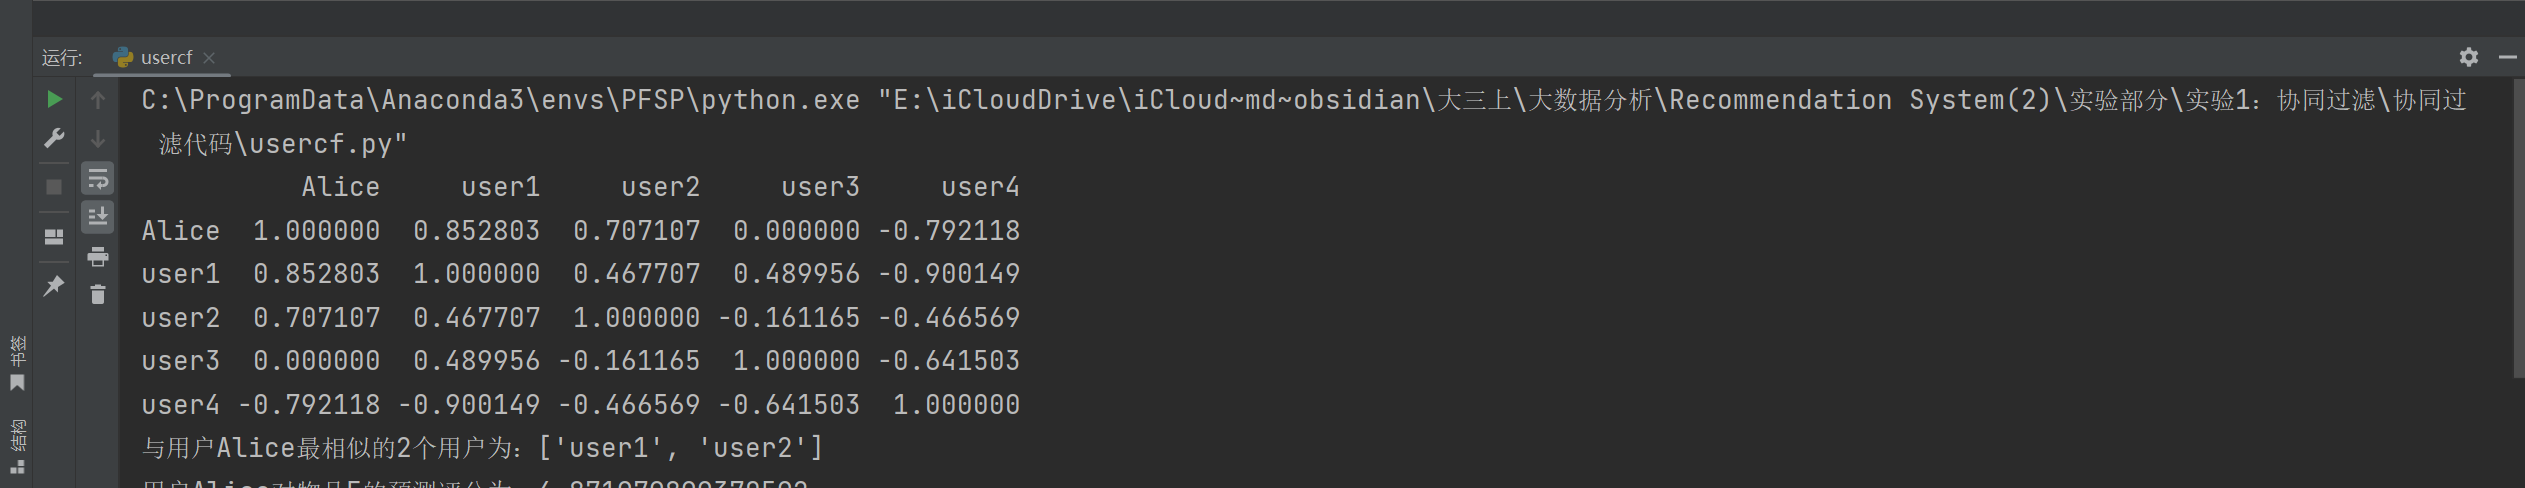 运行:
usercf
C:\ProgramData\Anaconda3\envs\PFSP\python.exe "E:\iCloudDrive\iCloud~md~obsidian\大三上\大数据分析\Recommendation System(2)\实验部分\实验1：协同过滤\协同过
滤代码\usercf.py"
Alice user1 user2 user3 user4
Alice 1.000000 0.852803 0.707107 0.000000 -0.792118
user1 0.852803 1.000000 0.467707 0.489956 -0.900149
user2 0.707107 0.467707 1.000000 -0.161165 -0.466569
user3 0.000000 0.489956 -0.161165 1.000000 -0.641503
user4 -0.792118 -0.900149 -0.466569 -0.641503 1.000000
与用户Alice最相似的2个用户为：['user1', 'user2']
书签
结构